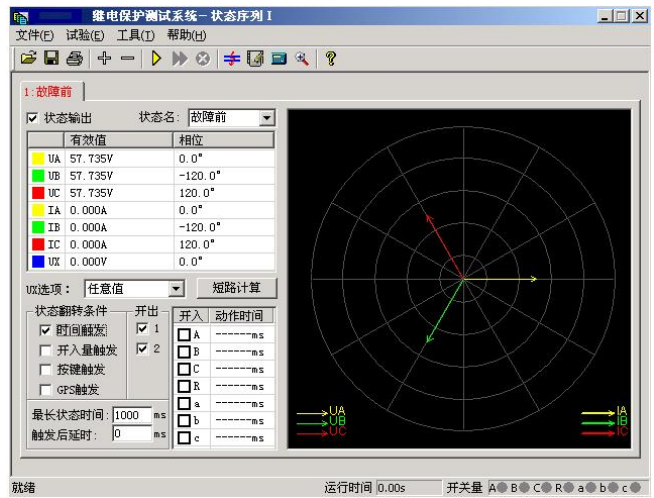 继电保护测试系统－状态序列 I
文件(F) 试验(E) 工具(T) 帮助(H)
1:故障前
状态输出 状态名: 故障前
有效值 相位
UA 57.735V 0.0°
UB 57.735V -120.0°
UC 57.735V 120.0°
IA 0.000A 0.0°
IB 0.000A -120.0°
IC 0.000A 120.0°
UX 0.000V 0.0°
UX选项: 任意值 短路计算
状态翻转条件 开出 开入 动作时间
时间触发 1 A ------ms
开入量触发 2 B ------ms
按键触发 C ------ms
GPS触发 R ------ms
最长状态时间: 1000 ms a ------ms
触发后延时: 0 ms b ------ms
c ------ms
UA IA
UB IB
UC IC
就绪 运行时间 0.00s 开关量 A B C R a b c